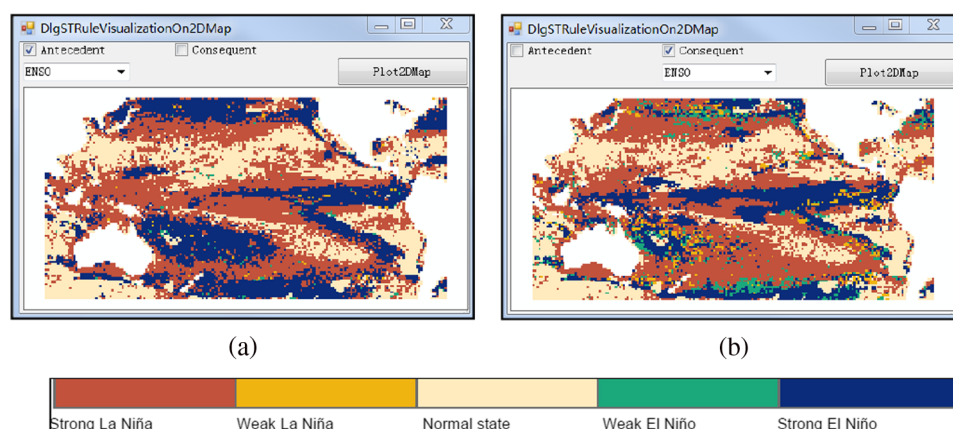 DlgSTRuleVisualizationOn2DMap
Antecedent
Consequent
ENSO
Plot2DMap
DlgSTRuleVisualizationOn2DMap
Antecedent
Consequent
ENSO
Plot2DMap
(a)
(b)
Strong La Niña
Weak La Niña
Normal state
Weak El Niño
Strong El Niño